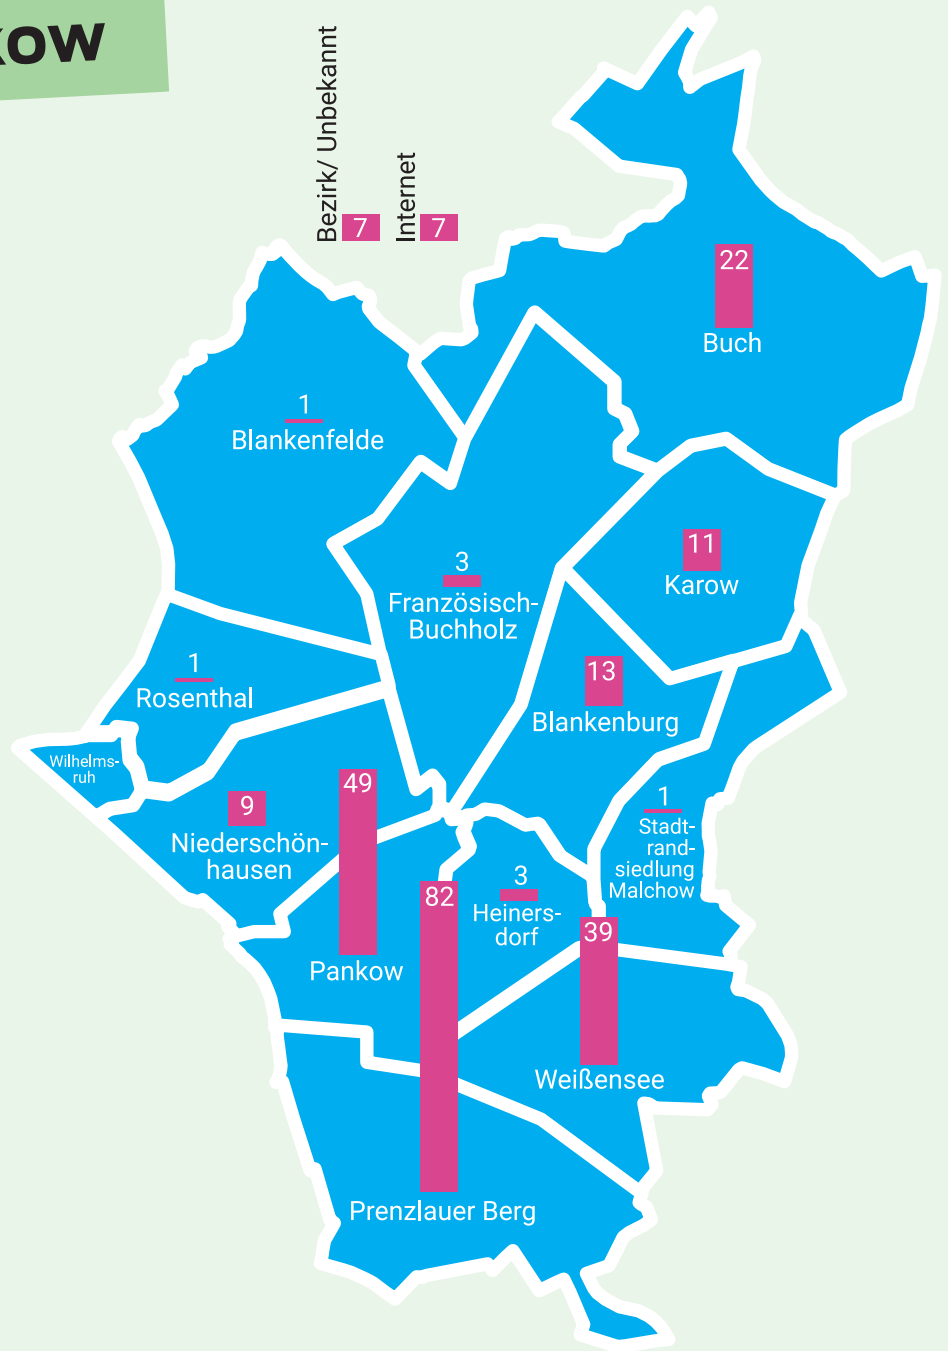 kow
Bezirk/ Unbekannt
7
Internet
7
22
Buch
1
Blankenfelde
11
Karow
3
Französisch-
Buchholz
1
Rosenthal
13
Blankenburg
Wilhelms-
ruh
49
Pankow
9
Niederschön-
hausen
1
Stadt-
rand-
siedlung
Malchow
82
Prenzlauer Berg
3
Heiners-
dorf
39
Weißensee